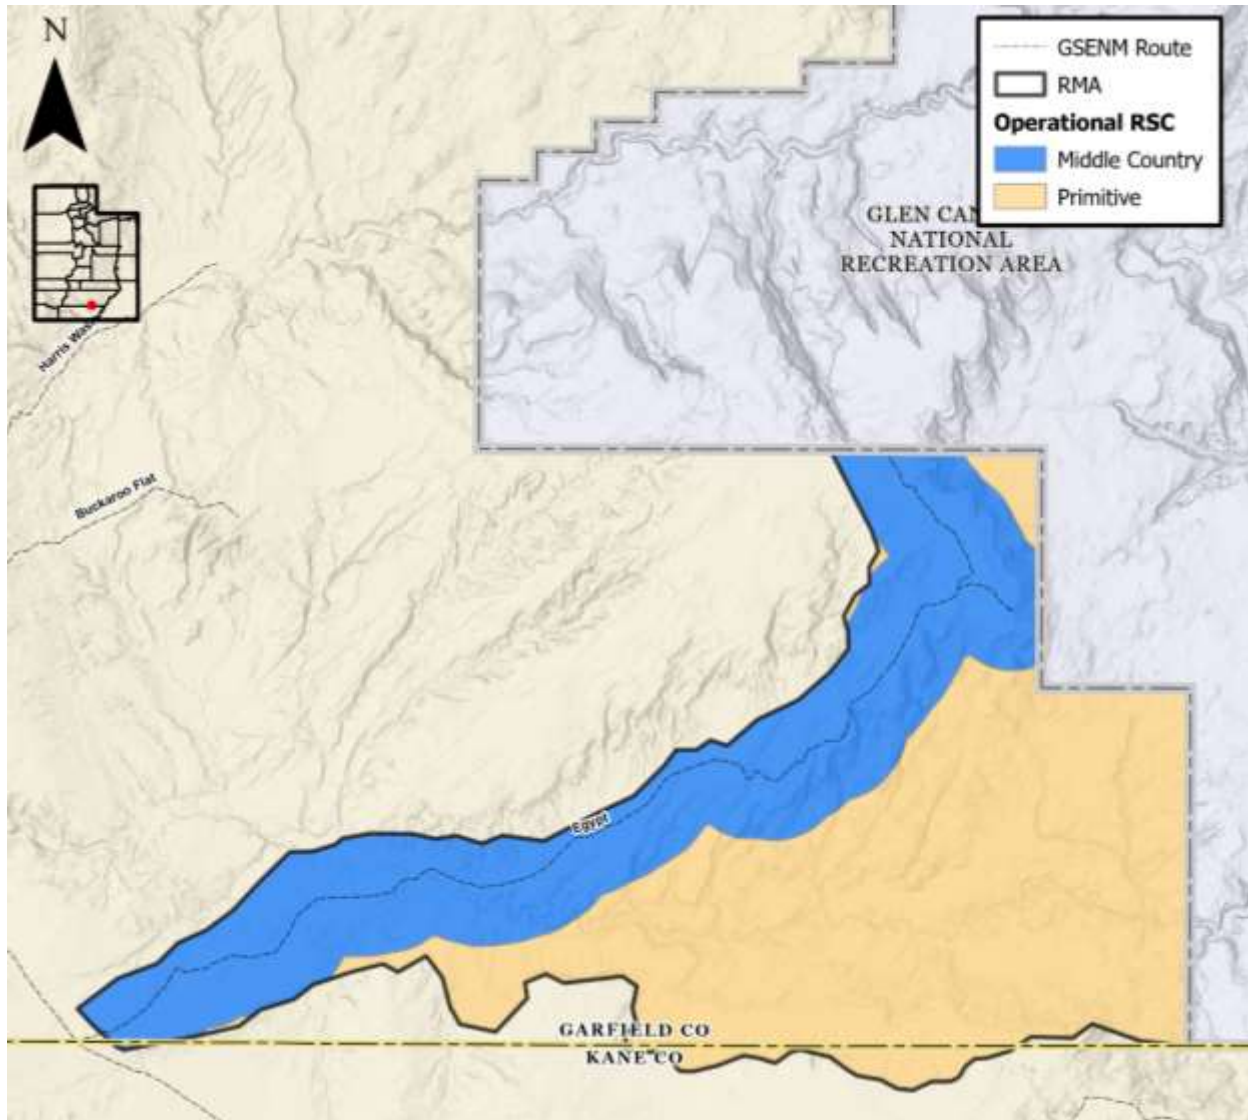 N
GSENM Route
RMA
Operational RSC
Middle Country
Primitive
GLEN CAN
NATIONAL
RECREATION AREA
Harris Wash
Buckaroo Flat
Egypt
GARFIELD CO
KANE CO